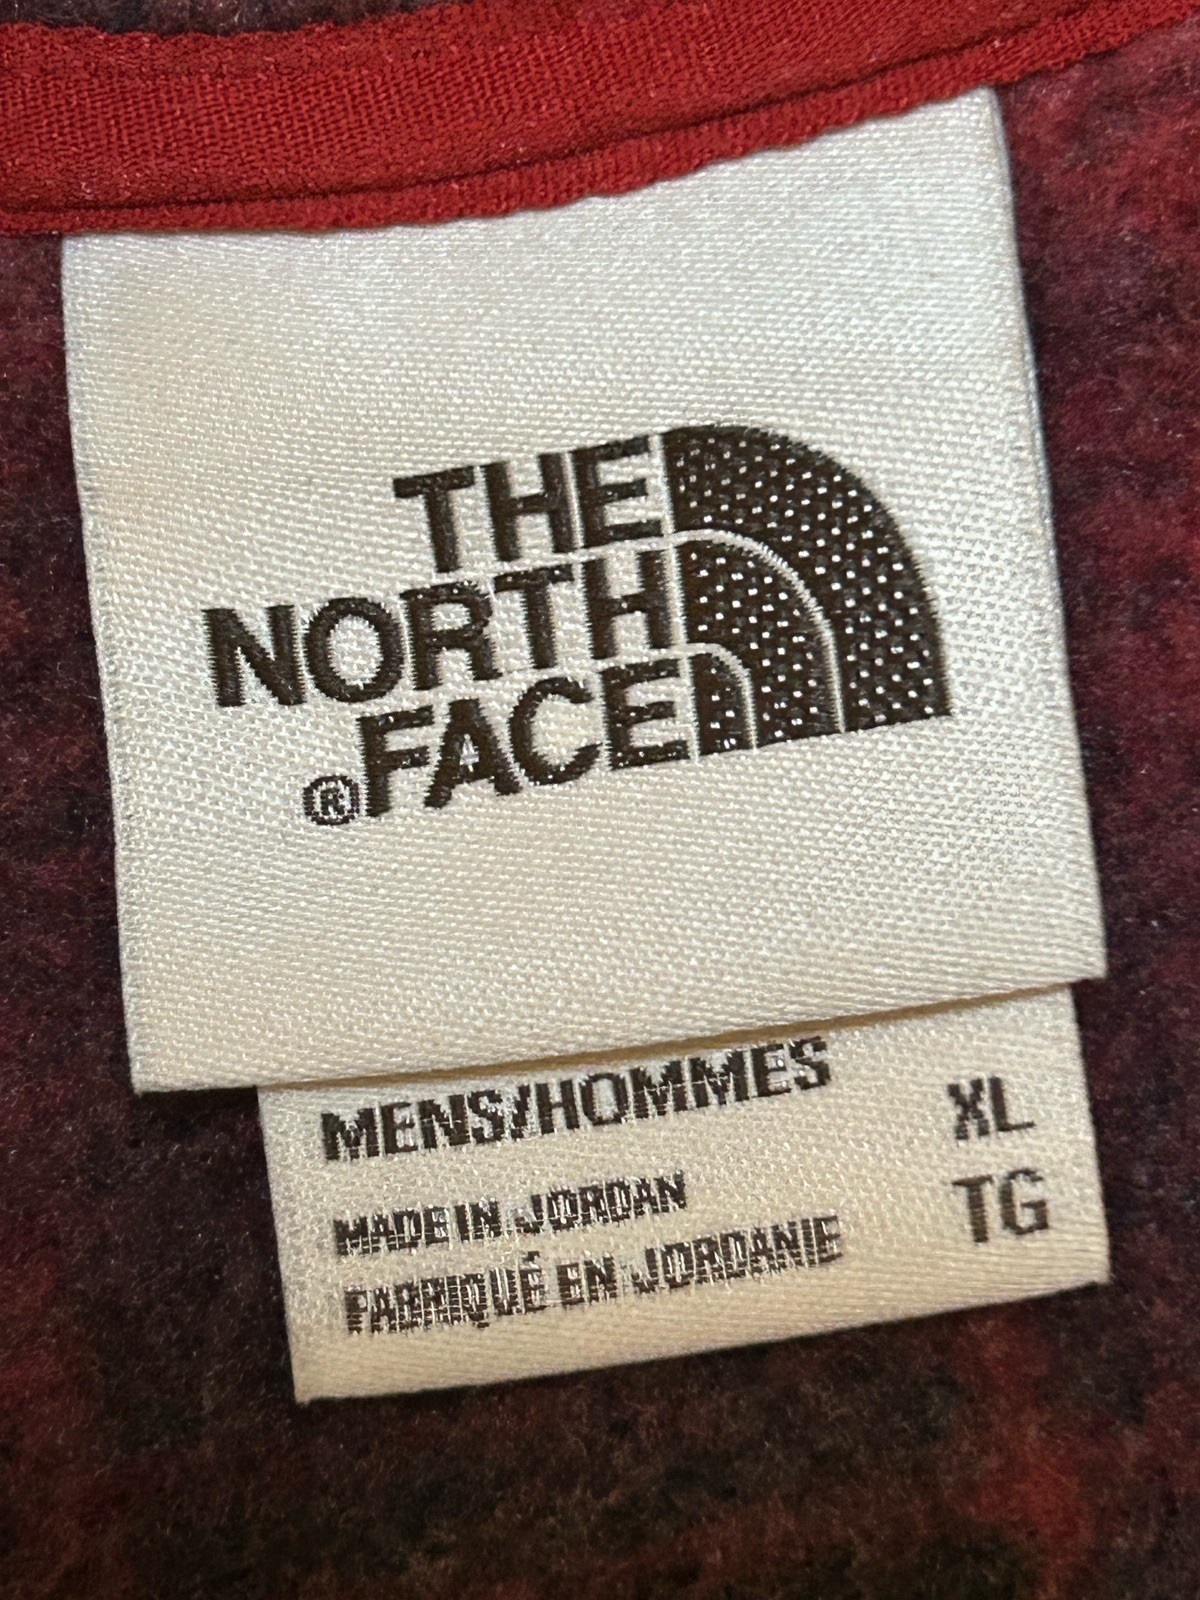 THE
NORTH
®FACE
MENS/HOMMES XL
MADE IN JORDAN TG
FABRIQUÉ EN JORDANIE